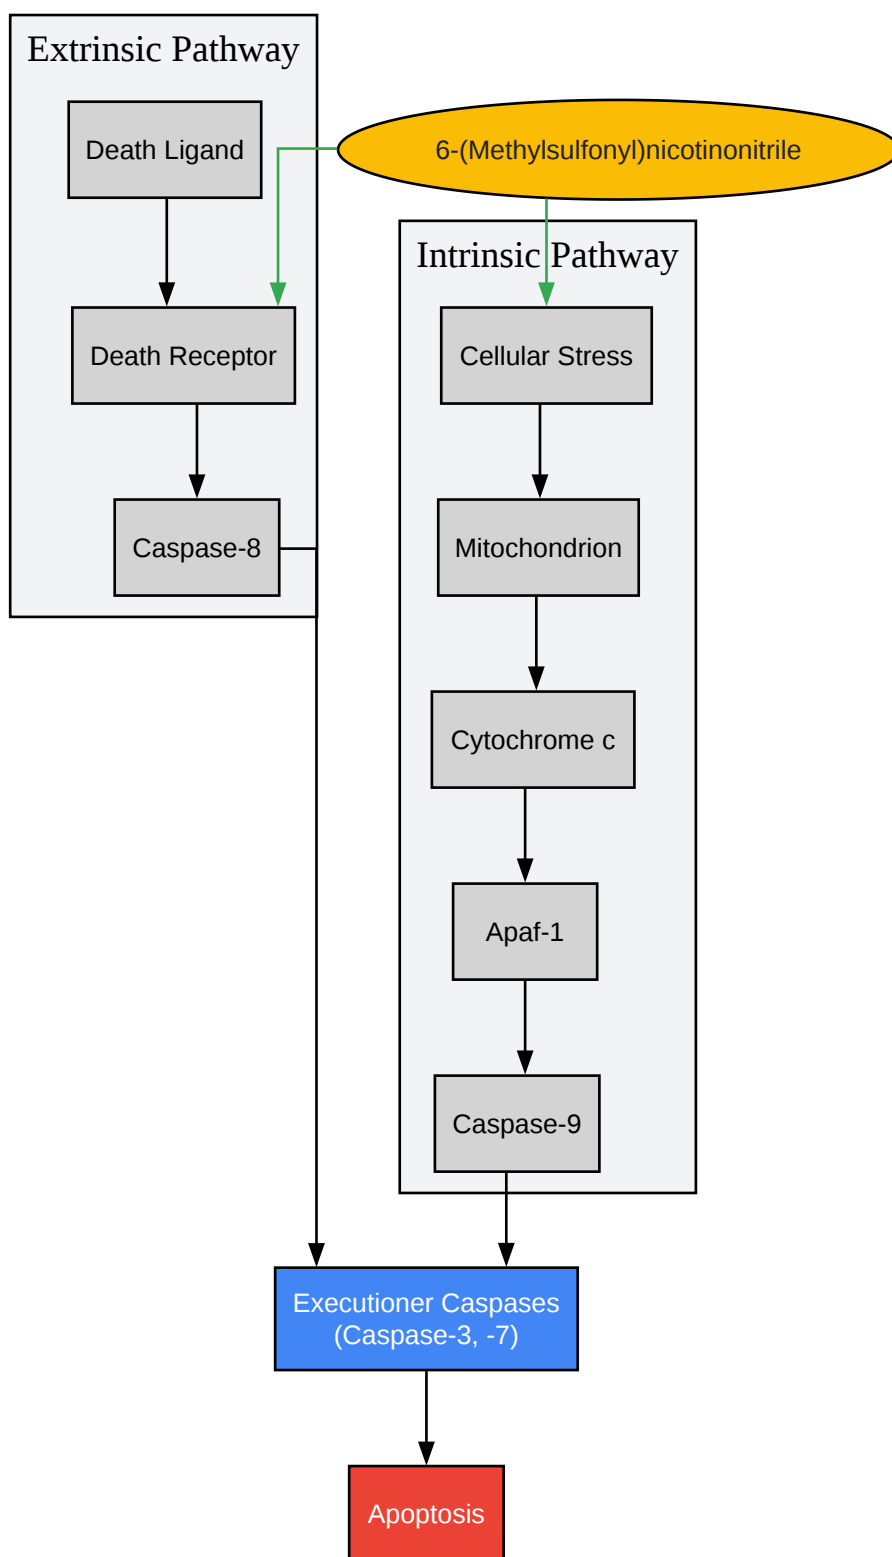 Extrinsic Pathway
Death Ligand
6-(Methylsulfonyl)nicotinonitrile
Intrinsic Pathway
Death Receptor
Cellular Stress
Caspase-8
Mitochondrion
Cytochrome c
Apaf-1
Caspase-9
Executioner Caspases
(Caspase-3, -7)
Apoptosis